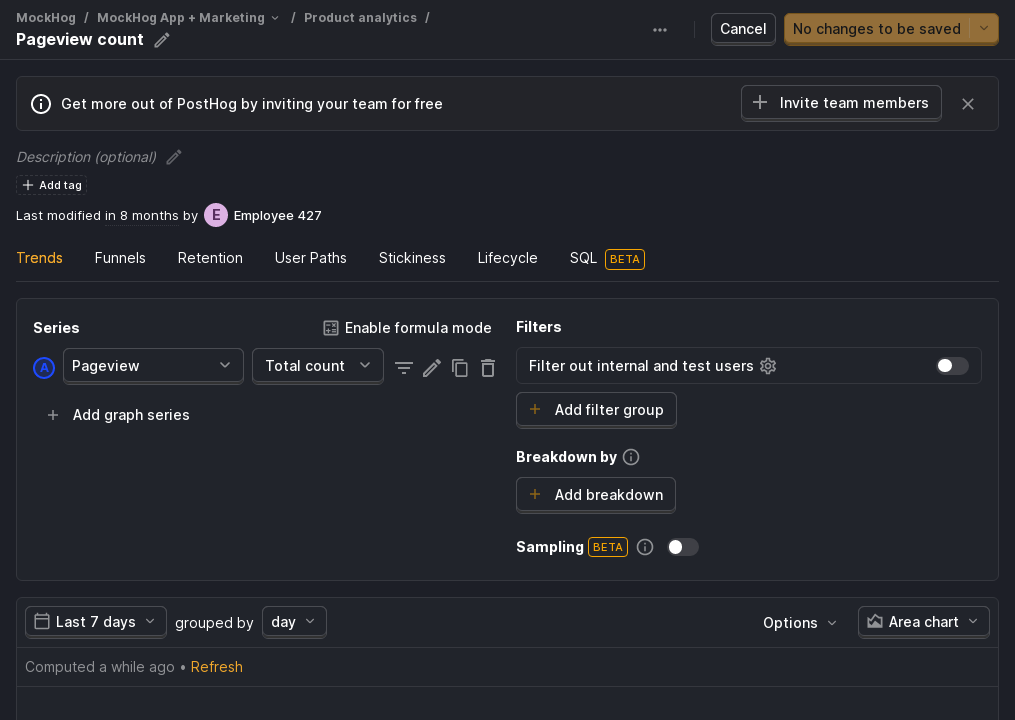 MockHog / MockHog App + Marketing / Product analytics /
Pageview count
Cancel
No changes to be saved
Get more out of PostHog by inviting your team for free
Invite team members
Description (optional)
Add tag
Last modified in 8 months by E Employee 427
Trends Funnels Retention User Paths Stickiness Lifecycle SQL BETA
Series
Enable formula mode
A Pageview Total count
Add graph series
Filters
Filter out internal and test users
Add filter group
Breakdown by
Add breakdown
Sampling BETA
Last 7 days grouped by day
Options Area chart
Computed a while ago • Refresh